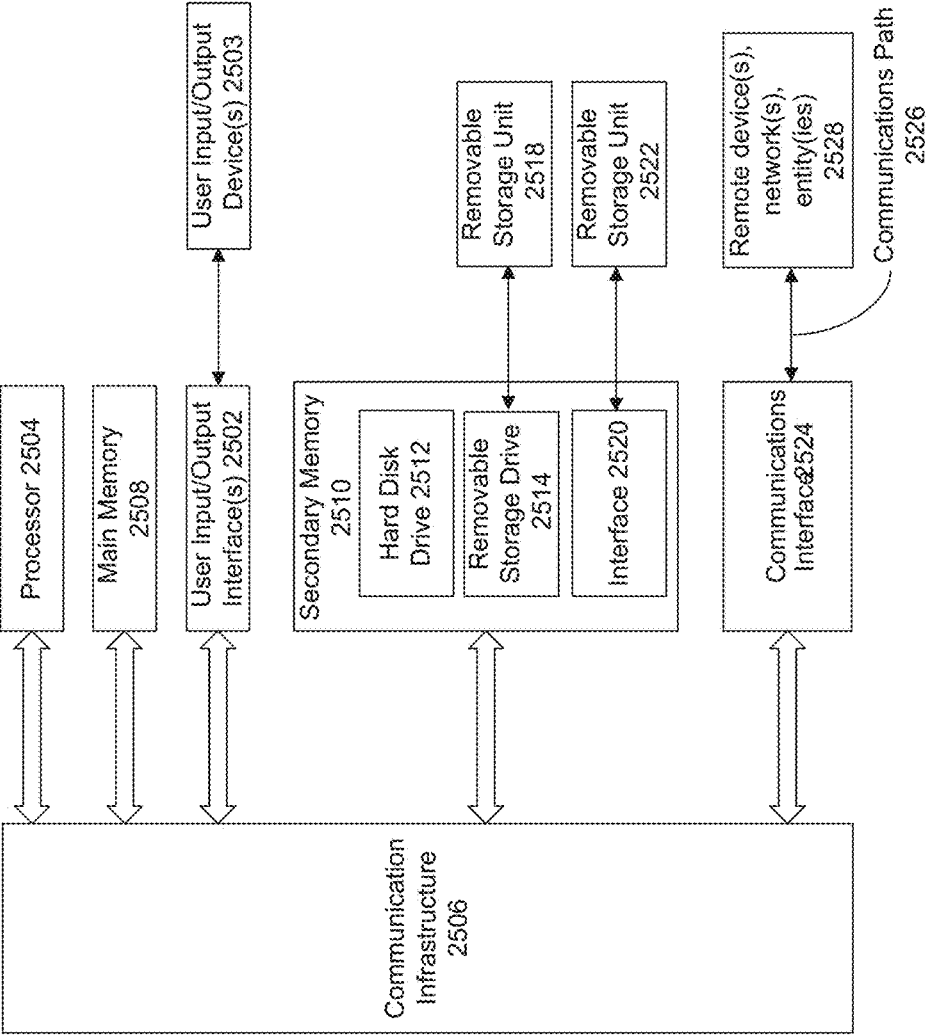 Processor 2504
Main Memory
2508
User Input/Output
Interface(s) 2502
User Input/Output
Device(s) 2503
Secondary Memory
2510
Hard Disk
Drive 2512
Removable
Storage Drive
2514
Interface 2520
Removable
Storage Unit
2518
Removable
Storage Unit
2522
Communications
Interface 2524
Remote device(s),
network(s),
entity(ies)
2528
Communications Path
2526
Communication
Infrastructure
2506